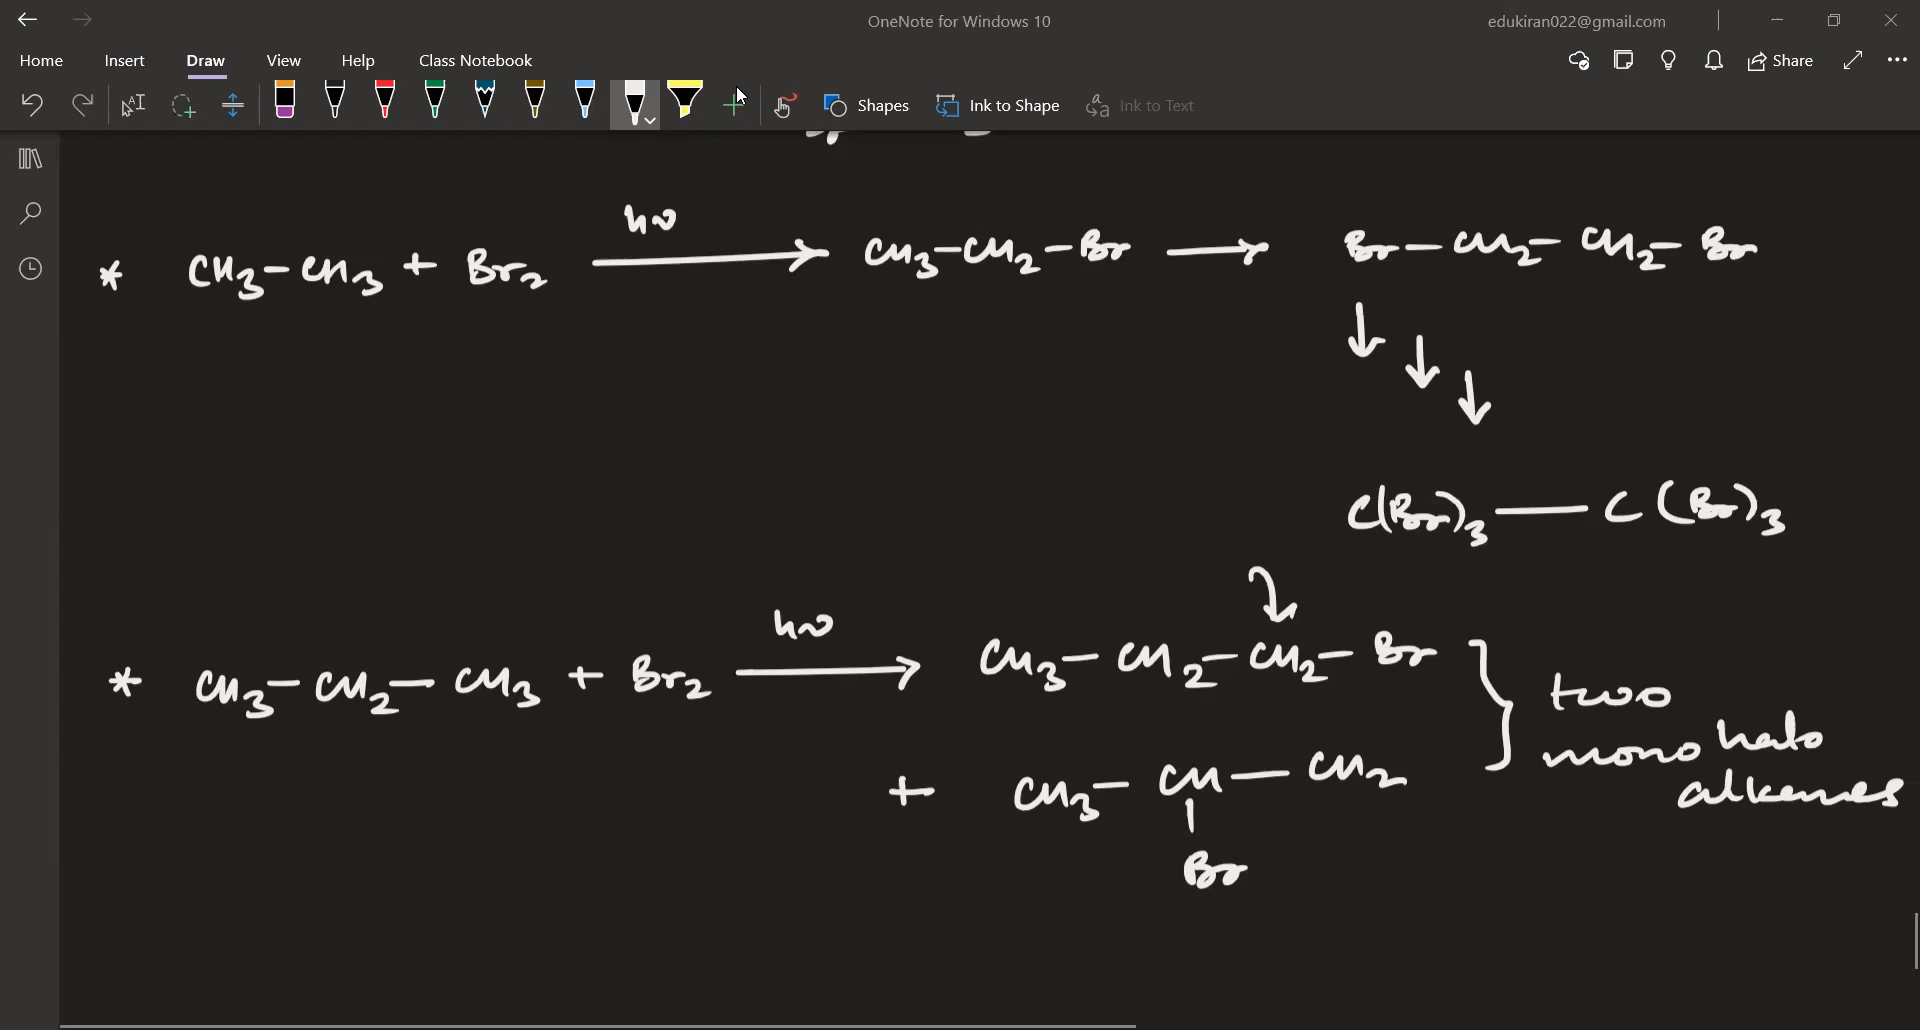 OneNote for Windows 10
edukiran022@gmail.com
Home Insert Draw View Help Class Notebook
Share
Shapes Ink to Shape Ink to Text
hν
* CH3-CH3 + Br2 → CH3-CH2-Br → Br-CH2-CH2-Br
↓ ↓ ↓
C(Br)3 — C(Br)3
hν
* CH3-CH2-CH3 + Br2 → CH3-CH2-CH2-Br
+ CH3-CH-CH2
Br
} two
mono halo
alkenes